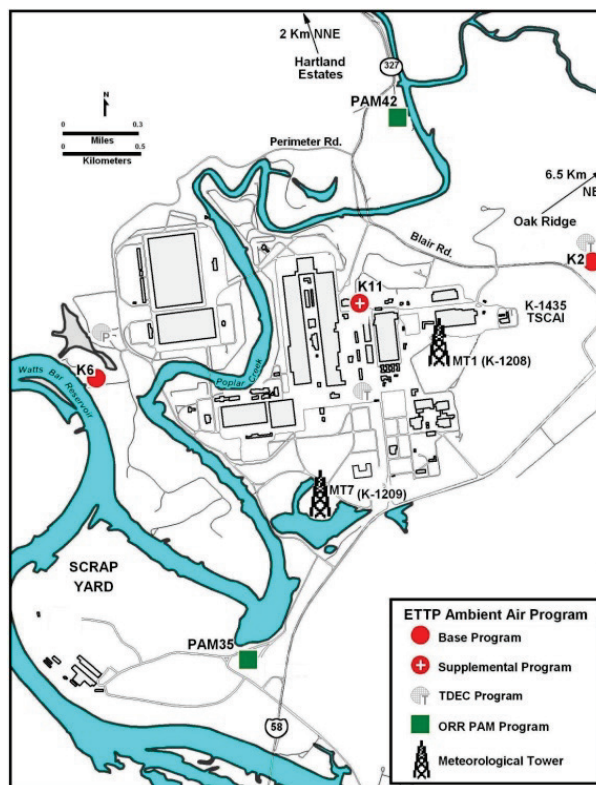 2 Km NNE
Hartland
Estates
327
PAM42
N
Miles
0.3
Kilometers
0.5
Perimeter Rd.
6.5 Km
NE
Oak Ridge
Blair Rd.
K2
K11
K-1435
TSCAI
MT1 (K-1208)
K6
Watts Bar Reservoir
Poplar Creek
MT7 (K-1209)
SCRAP
YARD
PAM35
58
ETTP Ambient Air Program
Base Program
Supplemental Program
TDEC Program
ORR PAM Program
Meteorological Tower